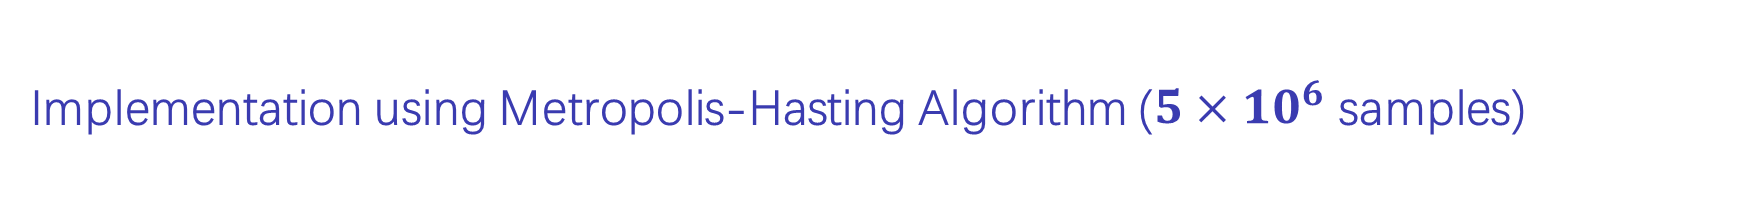 Implementation using Metropolis-Hasting Algorithm (5 × 10⁶ samples)